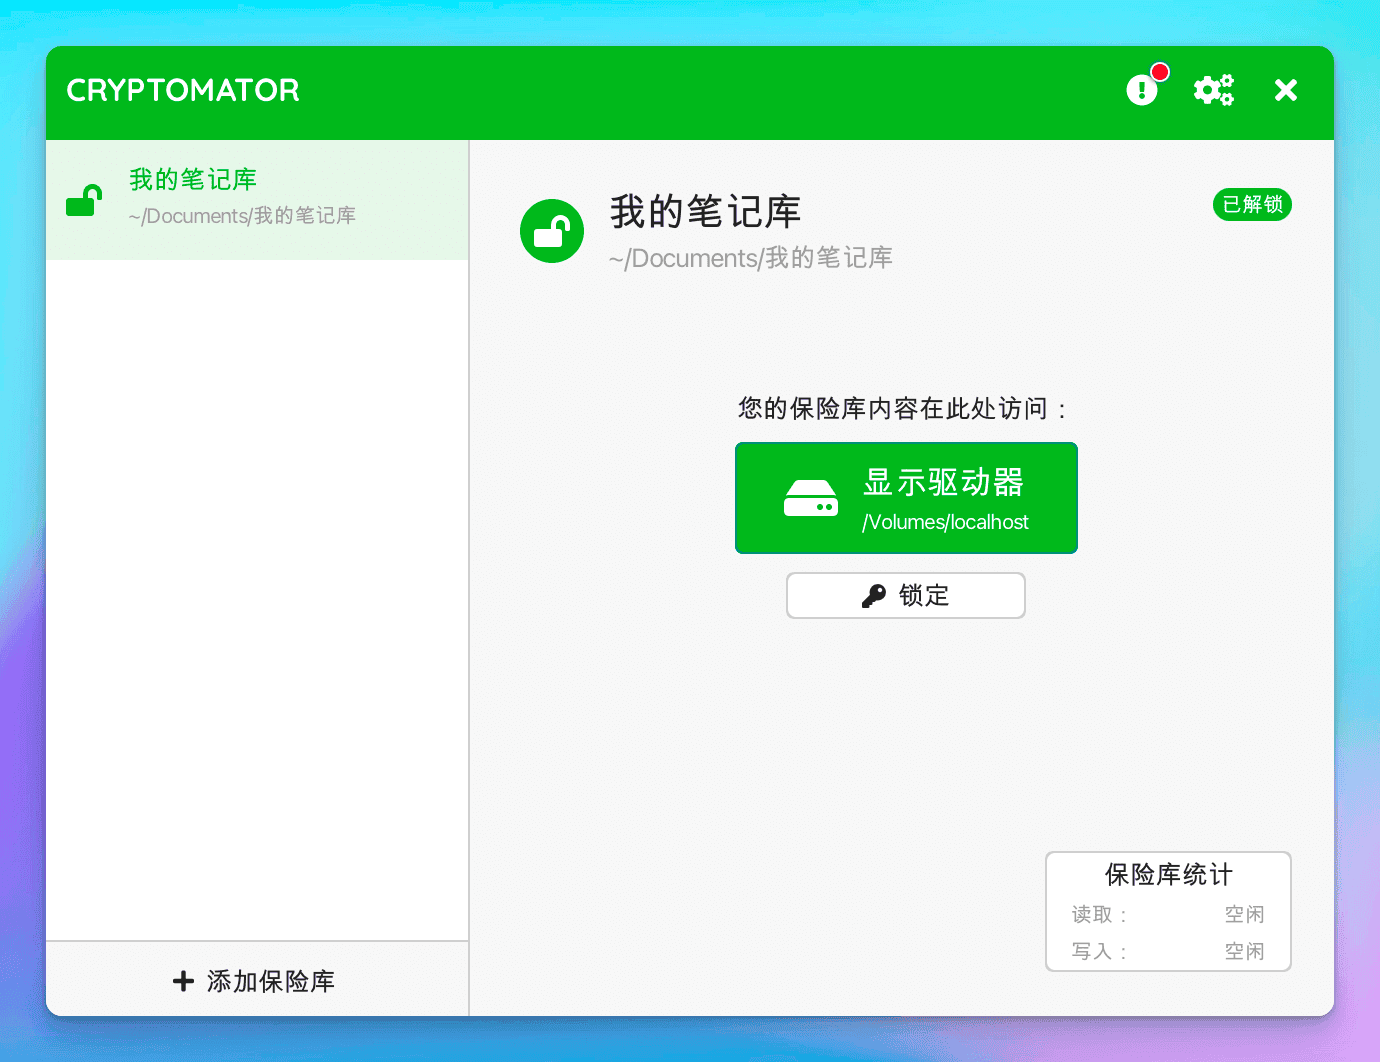 CRYPTOMATOR
我的笔记库
~/Documents/我的笔记库
我的笔记库
已解锁
~/Documents/我的笔记库
您的保险库内容在此处访问：
显示驱动器
/Volumes/localhost
锁定
保险库统计
读取： 空闲
写入： 空闲
添加保险库